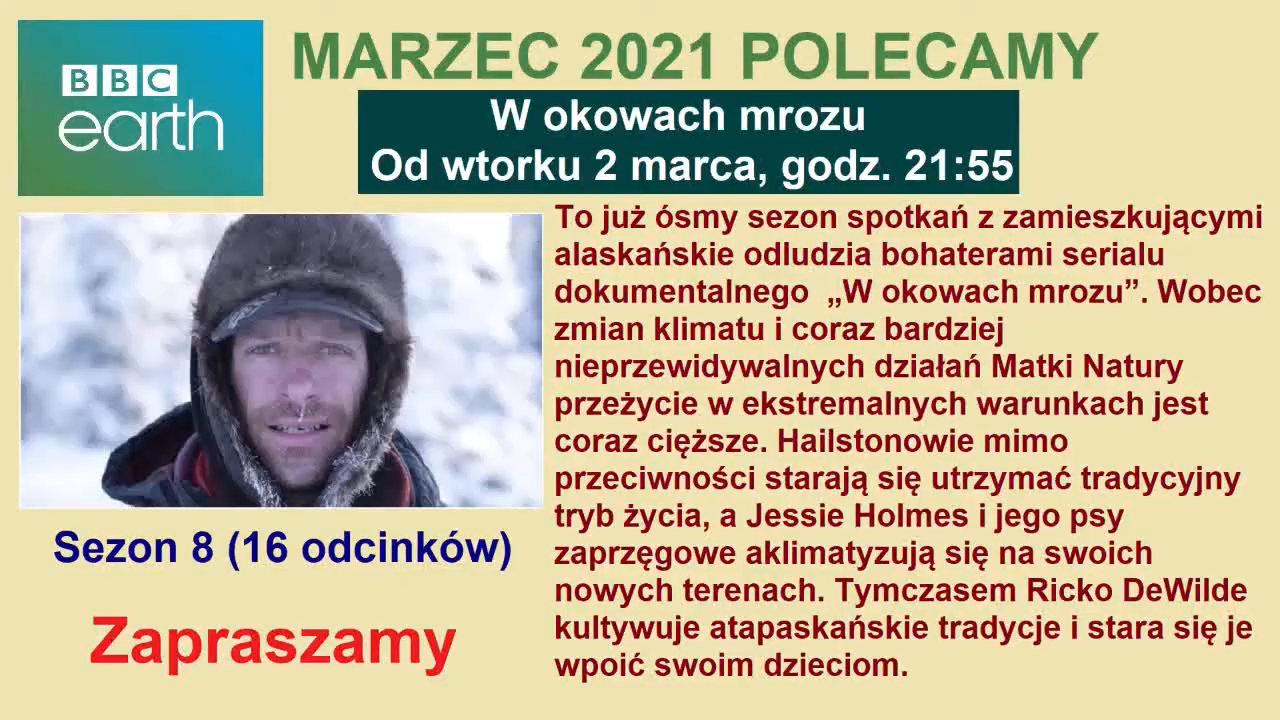 BBC
earth
MARZEC 2021 POLECAMY
W okowach mrozu
Od wtorku 2 marca, godz. 21:55
To już ósmy sezon spotkań z zamieszkującymi
alaskańskie odludzia bohaterami serialu
dokumentalnego „W okowach mrozu”. Wobec
zmian klimatu i coraz bardziej
nieprzewidywalnych działań Matki Natury
przeżycie w ekstremalnych warunkach jest
coraz cięższe. Hailstonowie mimo
przeciwności starają się utrzymać tradycyjny
tryb życia, a Jessie Holmes i jego psy
zaprzęgowe aklimatyzują się na swoich
nowych terenach. Tymczasem Ricko DeWilde
kultywuje atapaskańskie tradycje i stara się je
wpoić swoim dzieciom.
Sezon 8 (16 odcinków)
Zapraszamy